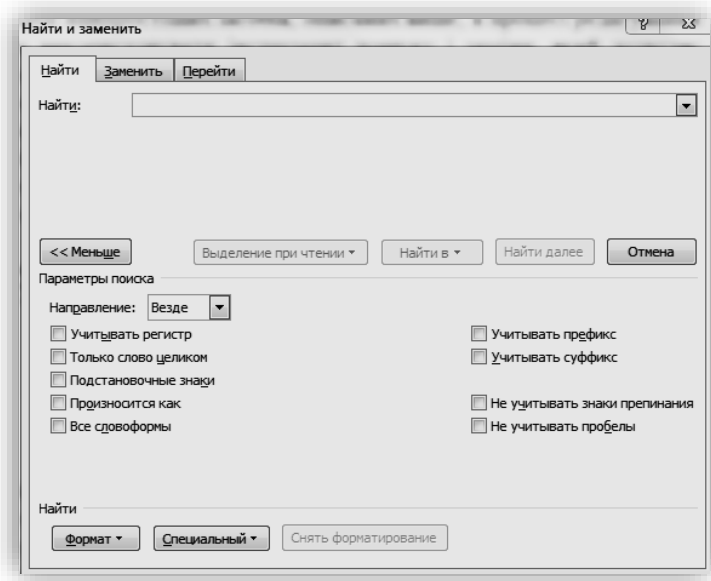 Найти и заменить
Найти Заменить Перейти
Найти:
<< Меньше Выделение при чтении Найти в Найти далее Отмена
Параметры поиска
Направление: Везде
Учитывать регистр Учитывать префикс
Только слово целиком Учитывать суффикс
Подстановочные знаки
Произносится как Не учитывать знаки препинания
Все словоформы Не учитывать пробелы
Найти
Формат Специальный Снять форматирование